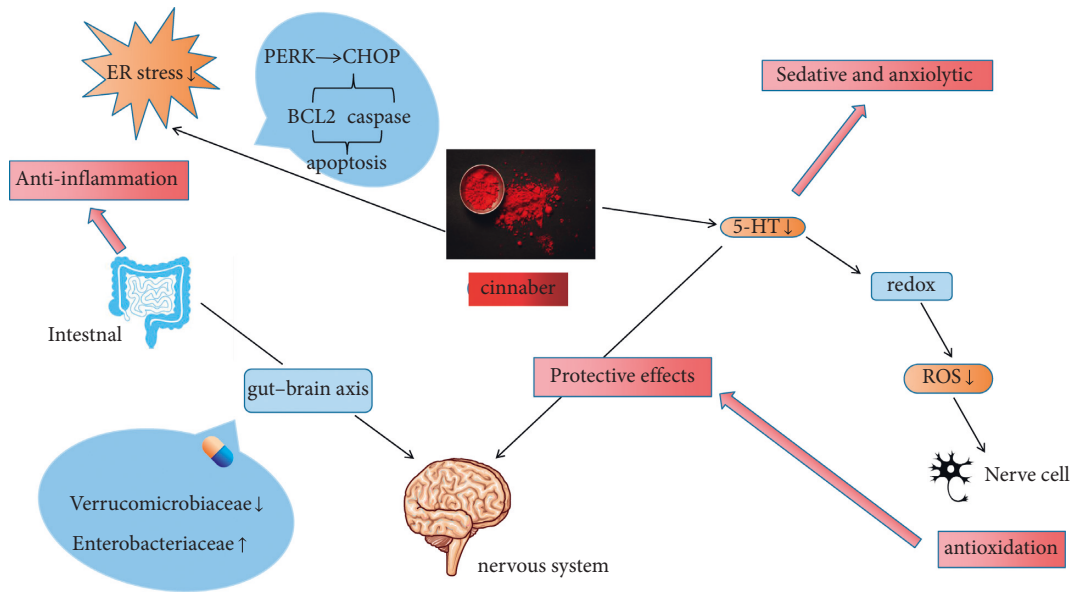 ER stress ↓
PERK→CHOP
BCL2 caspase
apoptosis
Sedative and anxiolytic
Anti-inflammation
5-HT ↓
cinnaber
redox
Intestnal
gut–brain axis
Protective effects
ROS ↓
Nerve cell
Verrucomicrobiaceae ↓
Enterobacteriaceae ↑
antioxidation
nervous system